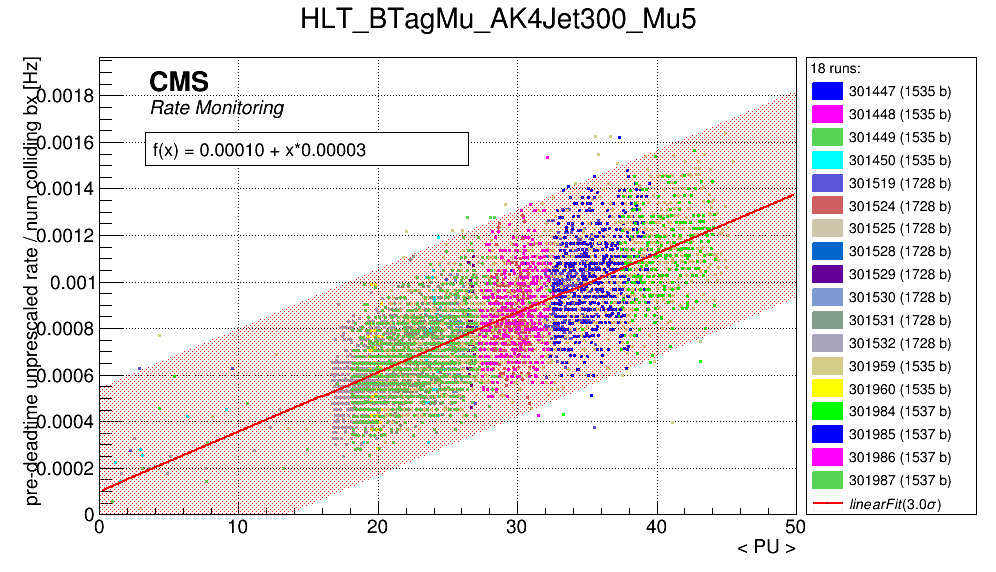 HLT_BTagMu_AK4Jet300_Mu5
pre-deadtime unprescaled rate / num colliding bx [Hz]
CMS
Rate Monitoring
f(x) = 0.00010 + x*0.00003
0.0018
0.0016
0.0014
0.0012
0.001
0.0008
0.0006
0.0004
0.0002
0
0 10 20 30 40 50
< PU >
18 runs:
301447 (1535 b)
301448 (1535 b)
301449 (1535 b)
301450 (1535 b)
301519 (1728 b)
301524 (1728 b)
301525 (1728 b)
301528 (1728 b)
301529 (1728 b)
301530 (1728 b)
301531 (1728 b)
301532 (1728 b)
301959 (1535 b)
301960 (1535 b)
301984 (1537 b)
301985 (1537 b)
301986 (1537 b)
301987 (1537 b)
linearFit(3.0σ)